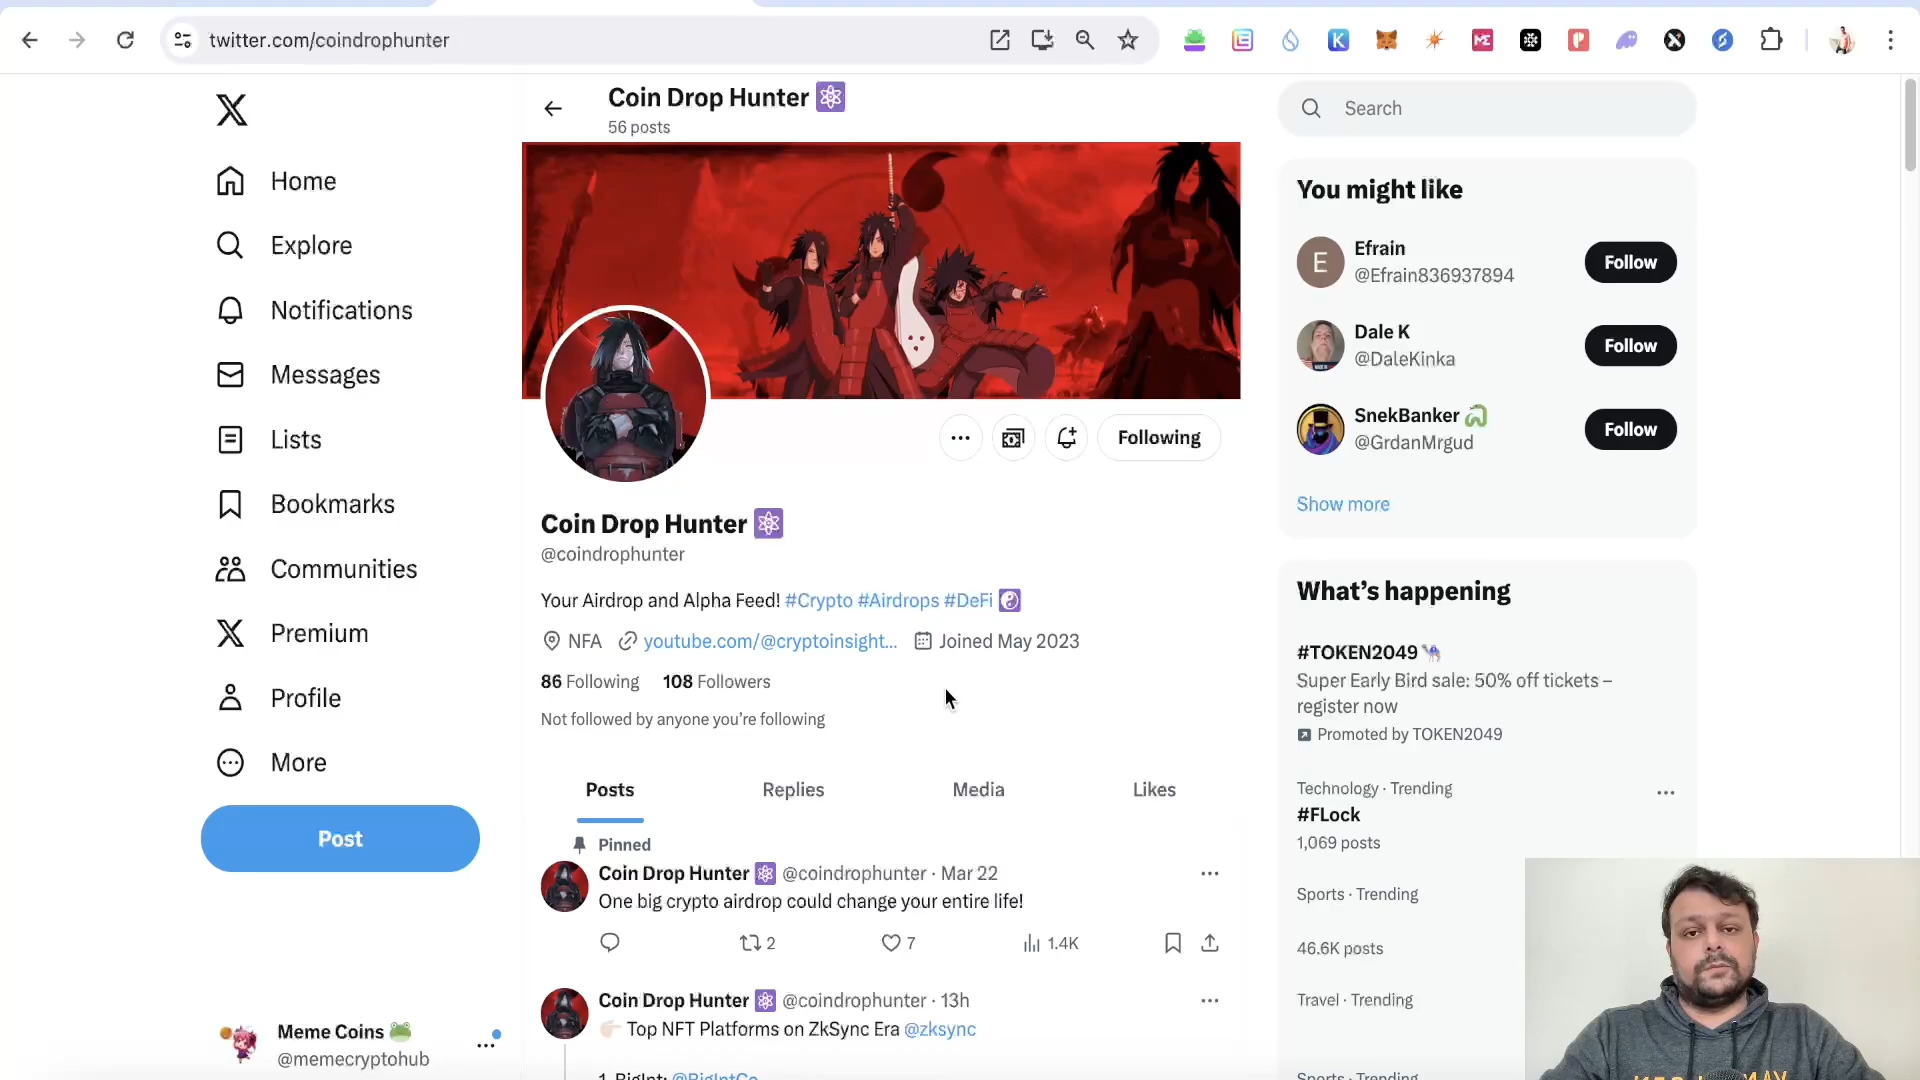 twitter.com/coindrophunter
Coin Drop Hunter
56 posts
Search
Home
Explore
Notifications
Messages
Lists
Bookmarks
Communities
Premium
Profile
More
Post
Meme Coins
@memecryptohub
Following
Coin Drop Hunter
@coindrophunter
Your Airdrop and Alpha Feed! #Crypto #Airdrops #DeFi
NFA youtube.com/@cryptoinsight... Joined May 2023
86 Following 108 Followers
Not followed by anyone you’re following
Posts Replies Media Likes
Pinned
Coin Drop Hunter @coindrophunter · Mar 22
One big crypto airdrop could change your entire life!
2 7 1.4K
Coin Drop Hunter @coindrophunter · 13h
Top NFT Platforms on ZkSync Era @zksync
1. BigInt: @BigIntCo
You might like
E
Efrain
@Efrain836937894
Follow
Dale K
@DaleKinka
Follow
SnekBanker
@GrdanMrgud
Follow
Show more
What’s happening
#TOKEN2049
Super Early Bird sale: 50% off tickets –
register now
Promoted by TOKEN2049
Technology · Trending
#FLock
1,069 posts
Sports · Trending
46.6K posts
Travel · Trending
Sports · Trending